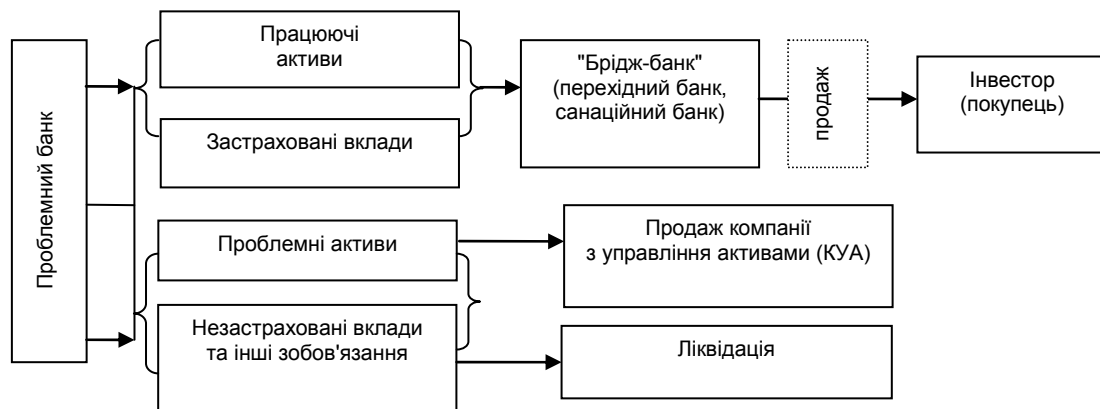 Проблемний банк
Працюючі
активи
Застраховані вклади
"Брідж-банк"
(перехідний банк,
санаційний банк)
продаж
Інвестор
(покупець)
Проблемні активи
Незастраховані вклади
та інші зобов'язання
Продаж компанії
з управління активами (КУА)
Ліквідація